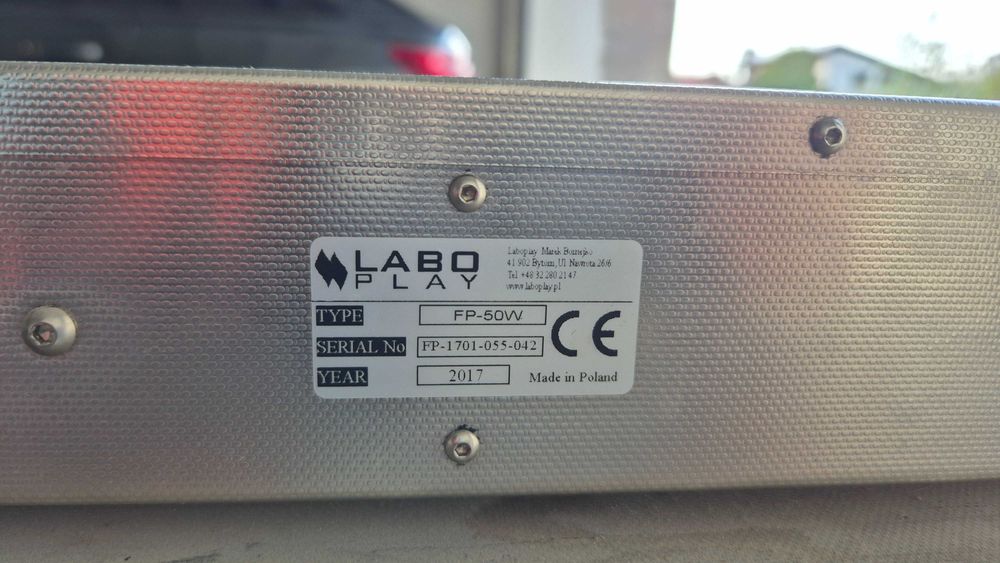 LABO
PLAY
Laboplay Marek Bomejko
41 902 Bytom, Ul. Nawrota 26/6
Tel +48 32 280 21 47
www.laboplay.pl
TYPE FP-50W
SERIAL No FP-1701-055-042
YEAR 2017
CE
Made in Poland